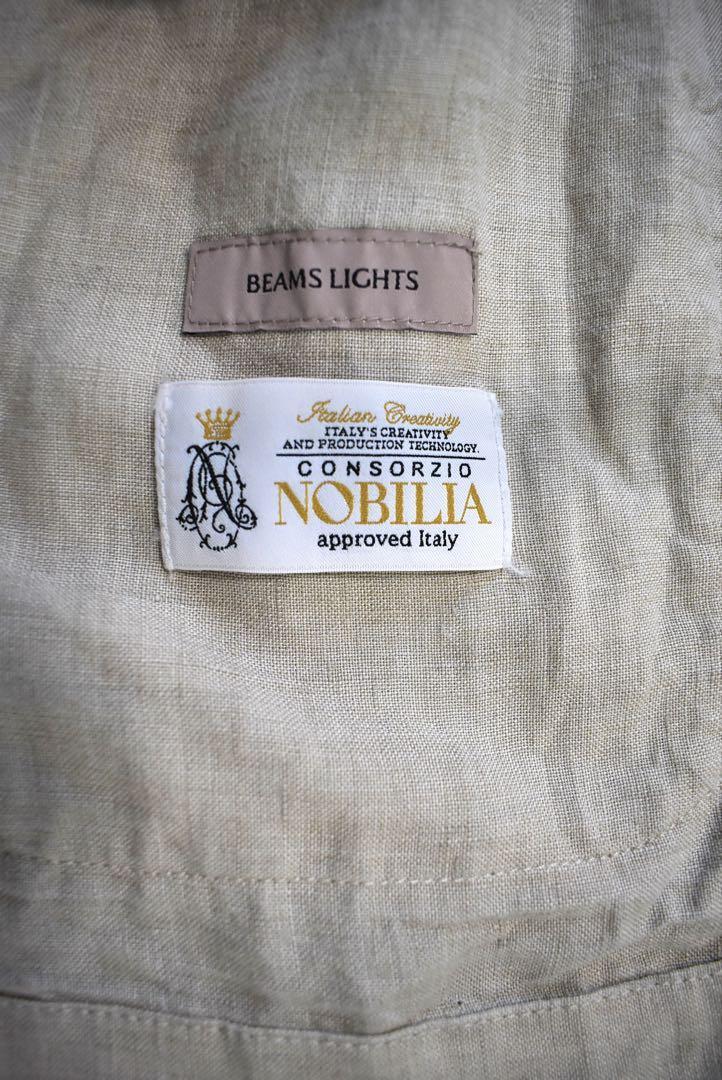 BEAMS LIGHTS
Italian Creativity
ITALY'S CREATIVITY
AND PRODUCTION TECHNOLOGY.
CONSORZIO
NOBILIA
approved Italy